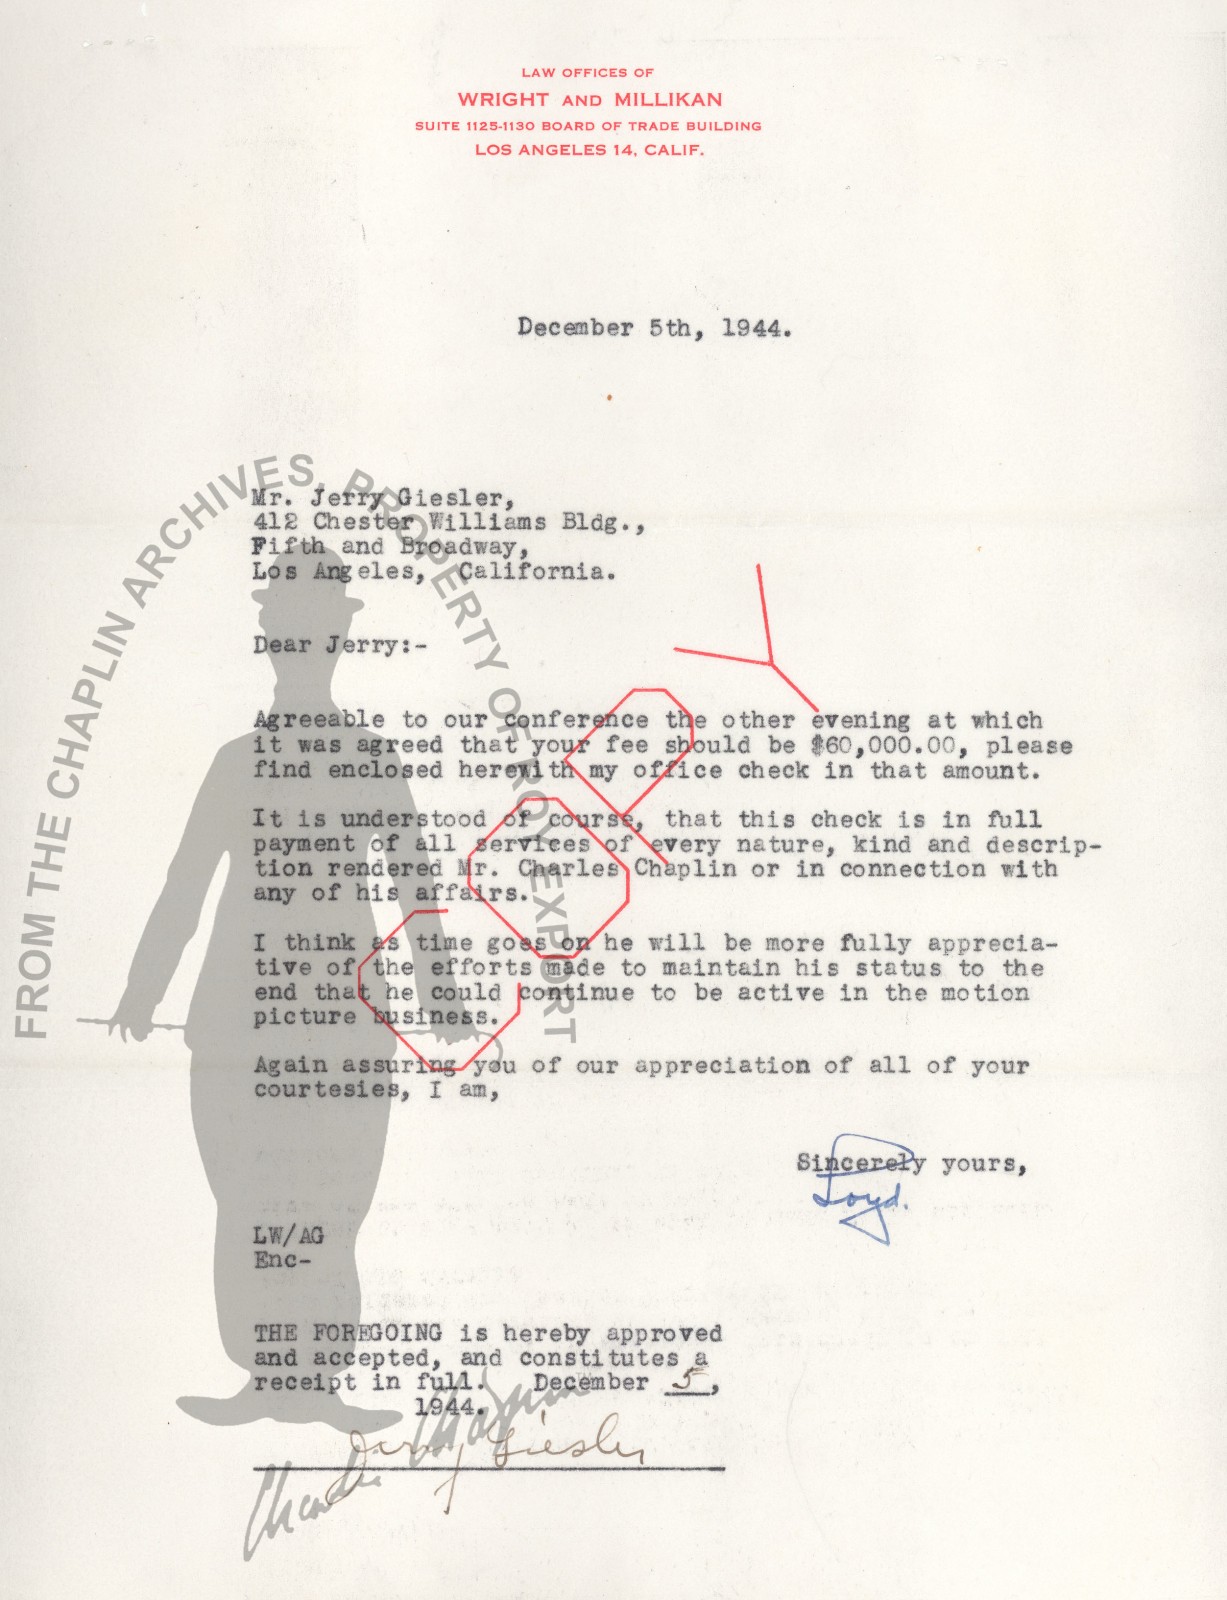 LAW OFFICES OF
WRIGHT AND MILLIKAN
SUITE 1125-1130 BOARD OF TRADE BUILDING
LOS ANGELES 14, CALIF.
December 5th, 1944.
FROM THE CHAPLIN ARCHIVES, PROPERTY OF ROY EXPORT
Mr. Jerry Giesler,
412 Chester Williams Bldg.,
Fifth and Broadway,
Los Angeles, California.
Dear Jerry:-
COPY
Agreeable to our conference the other evening at which
it was agreed that your fee should be $60,000.00, please
find enclosed herewith my office check in that amount.
It is understood of course, that this check is in full
payment of all services of every nature, kind and descrip-
tion rendered Mr. Charles Chaplin or in connection with
any of his affairs.
I think as time goes on he will be more fully apprecia-
tive of the efforts made to maintain his status to the
end that he could continue to be active in the motion
picture business.
Again assuring you of our appreciation of all of your
courtesies, I am,
Sincerely yours,
Loyd.
LW/AG
Enc-
THE FOREGOING is hereby approved
and accepted, and constitutes a
receipt in full. December 5,
1944.
Jerry Giesler
Charlie Chaplin